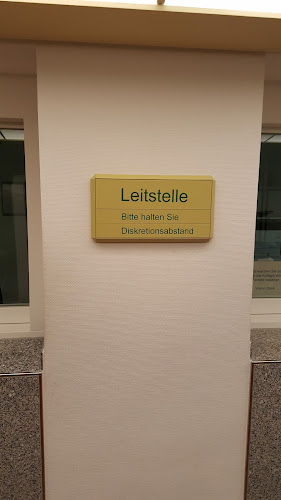 Leitstelle
Bitte halten Sie
Diskretionsabstand